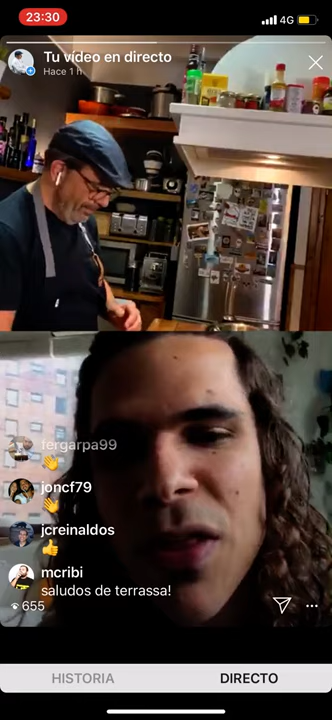 23:30
4G
Tu vídeo en directo
Hace 1 h
fergarpa99
joncf79
jcreinaldos
mcribi
saludos de terrassa!
655
HISTORIA
DIRECTO